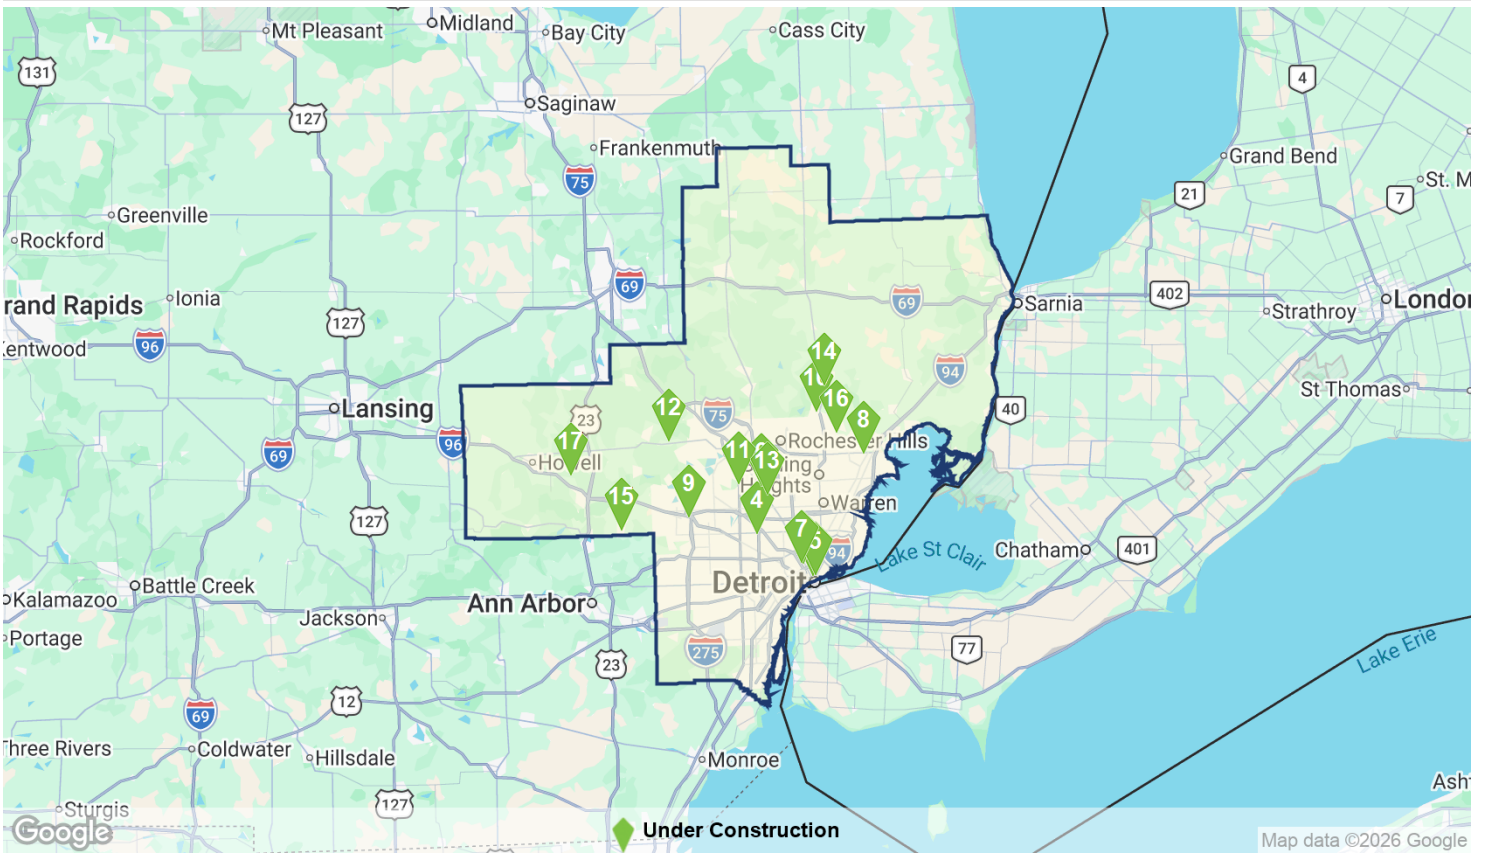 Mt Pleasant
Midland
Bay City
Cass City
131
127
Saginaw
4
Frankenmuth
75
Grand Bend
21
St. M
7
Greenville
Rockford
69
69
402
Sarnia
Strathroy
London
rand Rapids
Ionia
127
Kentwood
96
14
94
16
St Thomas
40
Lansing
12
75
23
8
96
69
17
Howell
11
13
Rochester Hills
Heights
9
15
4
Warren
127
7
5
94
Lake St Clair
Chatham
401
Detroit
Battle Creek
Kalamazoo
Ann Arbor
Jackson
Portage
275
77
23
Lake Erie
12
69
Three Rivers
Coldwater
Hillsdale
Monroe
Asht
127
Sturgis
Google
Under Construction
Map data ©2026 Google